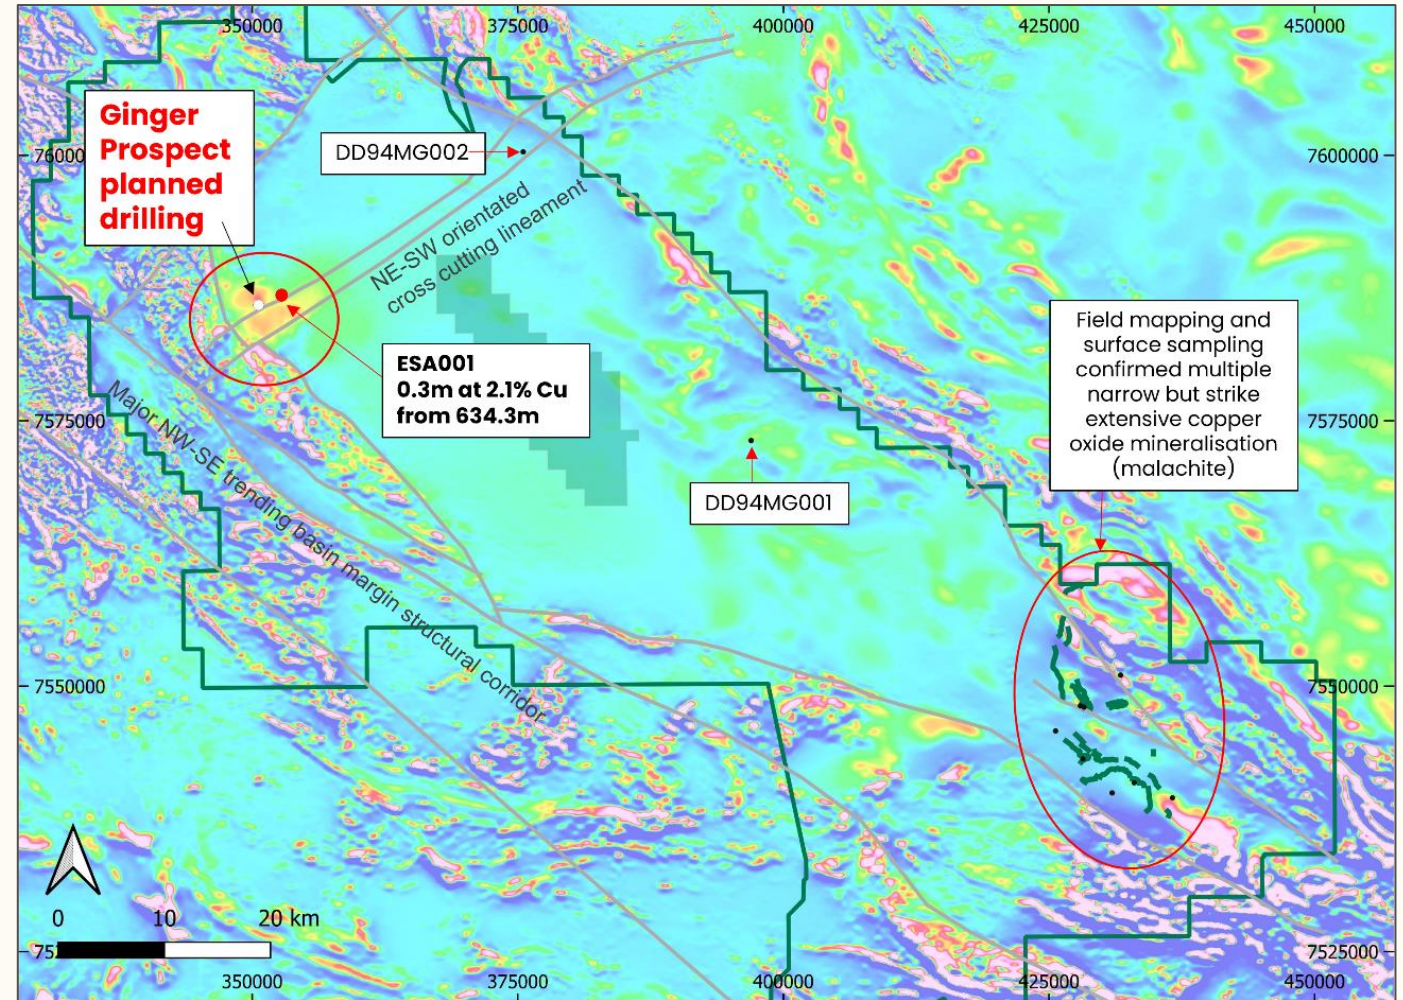 350000
375000
400000
425000
450000
Ginger
Prospect
planned
drilling
DD94MG002
7600000
NE-SW orientated
cross cutting lineament
ESA001
0.3m at 2.1% Cu
from 634.3m
Field mapping and
surface sampling
confirmed multiple
narrow but strike
extensive copper
oxide mineralisation
(malachite)
7575000
7575000
Major NW-SE trending basin margin structural corridor
DD94MG001
7550000
7550000
0 10 20 km
7525000
350000
375000
400000
425000
450000